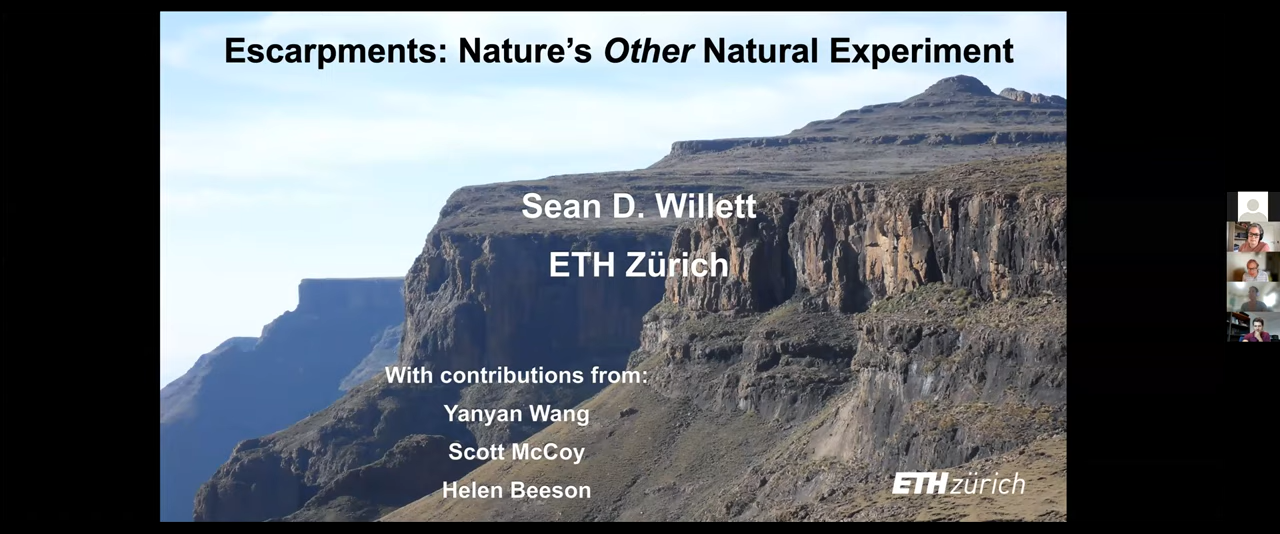 Escarpments: Nature's Other Natural Experiment
Sean D. Willett
ETH Zürich
With contributions from:
Yanyan Wang
Scott McCoy
Helen Beeson
ETH zürich